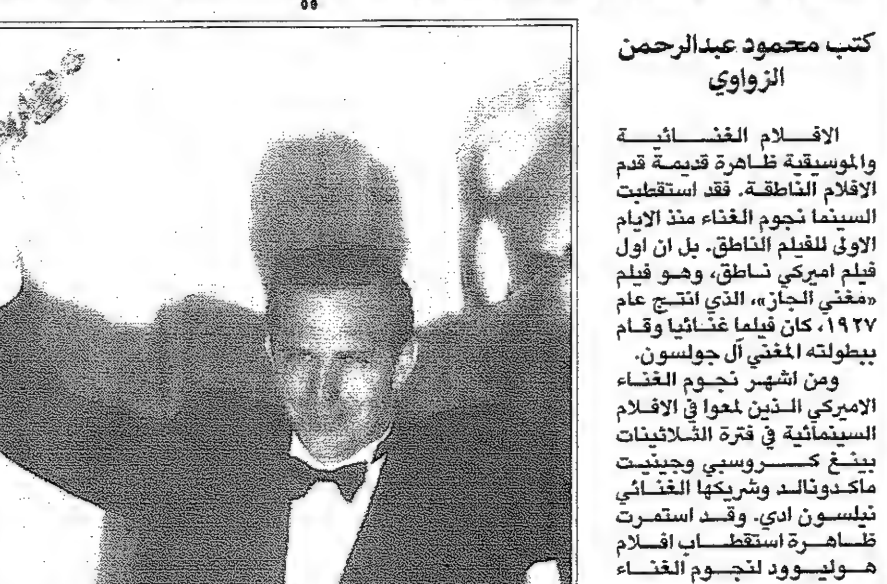 كتب محمود عبدالرحمن
الزواوي
الافلام الغنائية
والموسيقية ظاهرة قديمة قدم
الافلام الناطقة. فقد استقطبت
السينما نجوم الغناء منذ الايام
الاولى للفيلم الناطق. بل ان اول
فيلم اميركي ناطق، وهو فيلم
«مغني الجاز»، الذي انتج عام
١٩٢٧، كان فيلما غنائيا وقام
ببطولته المغني آل جولسون.
ومن اشهر نجوم الغناء
الاميركي الذين لمعوا في الافلام
السينمائية في فترة الثلاثينات
بينغ كروسبي وجينيت
ماكدونالد وشريكها الغنائي
نيلسون ادي. وقد استمرت
ظاهرة استقطاب افلام
هوليوود لنجوم الغناء